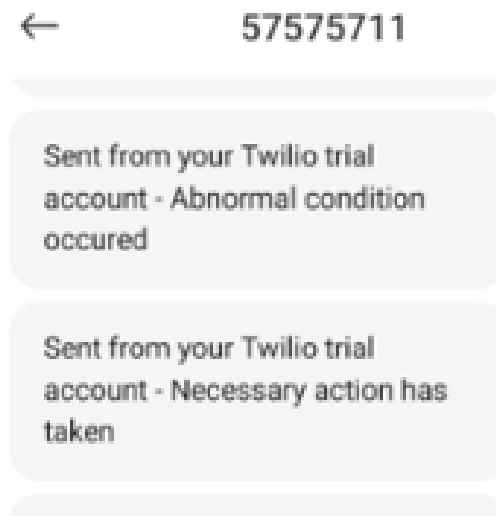 57575711
Sent from your Twilio trial
account - Abnormal condition
occured
Sent from your Twilio trial
account - Necessary action has
taken